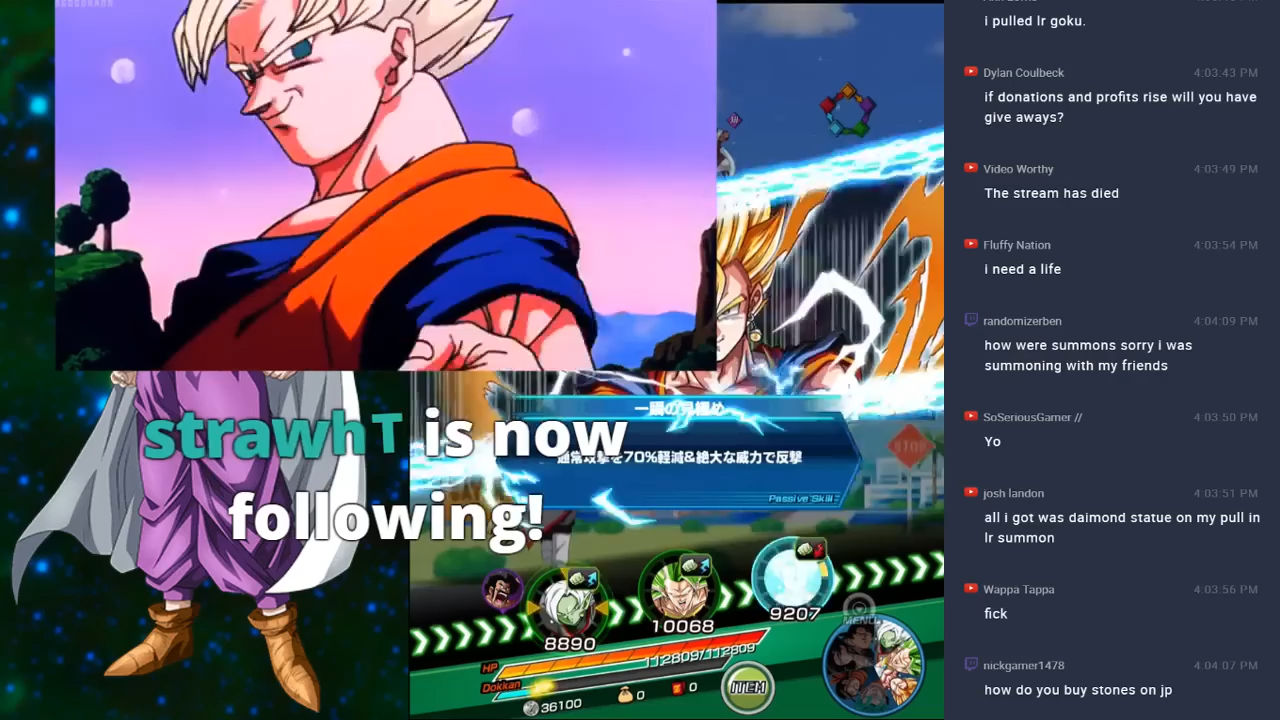 strawhT is now
following!
一瞬の見極め
通常攻撃を70%軽減&絶大な威力で反撃
Passive Skill
8890
10068
9207
MENU
HP
112809/112809
Dokkan
36100
0
0
ITEM
STOP
i pulled lr goku.
Dylan Coulbeck 4:03:43 PM
if donations and profits rise will you have
give aways?
Video Worthy 4:03:49 PM
The stream has died
Fluffy Nation 4:03:54 PM
i need a life
randomizerben 4:04:09 PM
how were summons sorry i was
summoning with my friends
SoSeriousGamer // 4:03:50 PM
Yo
josh landon 4:03:51 PM
all i got was daimond statue on my pull in
lr summon
Wappa Tappa 4:03:56 PM
fick
nickgamer1478 4:04:07 PM
how do you buy stones on jp